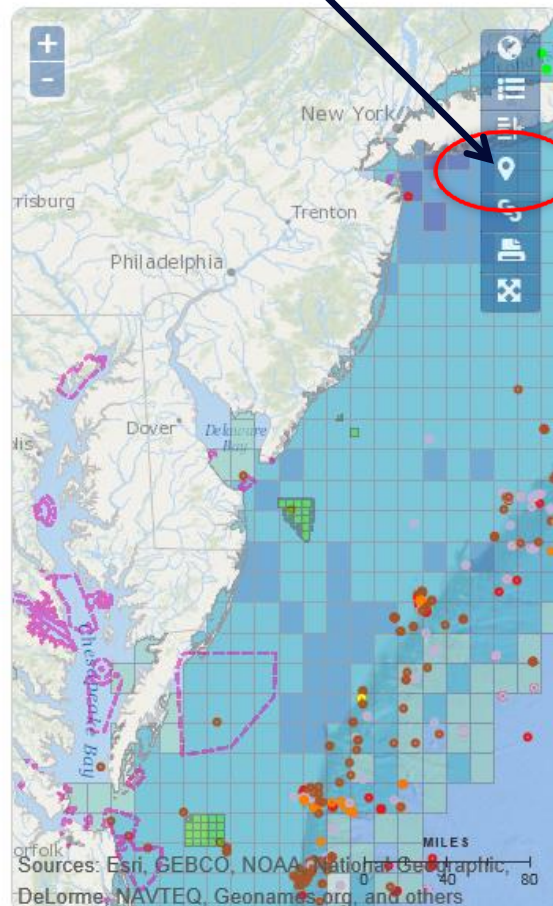 +
-
New York
risburg
Trenton
Philadelphia
Dover
Delaware
Bay
lis
Chesapeake Bay
orfolk
MILES
0 40 80
Sources: Esri, GEBCO, NOAA, National Geographic,
DeLorme, NAVTEQ, Geonames.org, and others